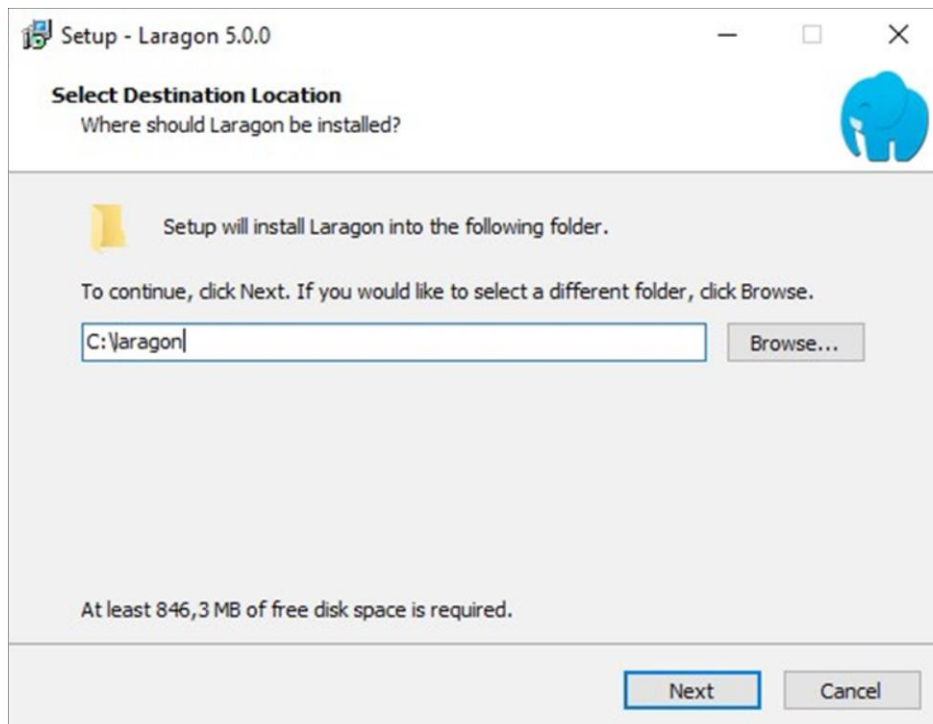 Setup - Laragon 5.0.0
Select Destination Location
Where should Laragon be installed?
Setup will install Laragon into the following folder.
To continue, click Next. If you would like to select a different folder, click Browse.
C:\laragon
Browse...
At least 846,3 MB of free disk space is required.
Next
Cancel